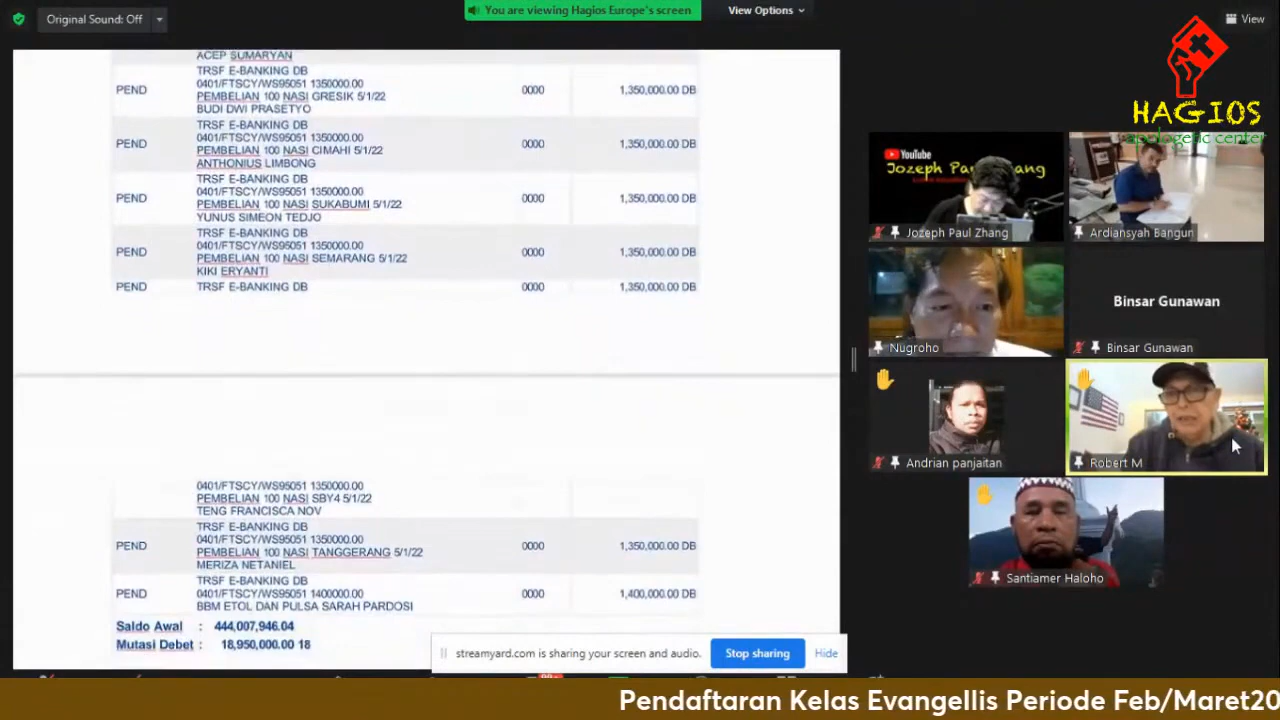 Original Sound: Off
You are viewing Hagios Europe's screen
View Options
View
ACEP SUMARYAN
TRSF E-BANKING DB
0401/FTSCY/WS95051 1350000.00
PEND
PEMBELIAN 100 NASI GRESIK 5/1/22
0000
1,350,000.00 DB
BUDI DWI PRASETYO
TRSF E-BANKING DB
0401/FTSCY/WS95051 1350000.00
PEND
PEMBELIAN 100 NASI CIMAHI 5/1/22
0000
1,350,000.00 DB
ANTHONIUS LIMBONG
TRSF E-BANKING DB
0401/FTSCY/WS95051 1350000.00
PEND
PEMBELIAN 100 NASI SUKABUMI 5/1/22
0000
1,350,000.00 DB
YUNUS SIMEON TEDJO
TRSF E-BANKING DB
0401/FTSCY/WS95051 1350000.00
PEND
PEMBELIAN 100 NASI SEMARANG 5/1/22
0000
1,350,000.00 DB
KIKI ERYANTI
PEND
TRSF E-BANKING DB
0000
1,350,000.00 DB
0401/FTSCY/WS95051 1350000.00
PEMBELIAN 100 NASI SBY4 5/1/22
TENG FRANCISCA NOV
TRSF E-BANKING DB
0401/FTSCY/WS95051 1350000.00
PEND
PEMBELIAN 100 NASI TANGGERANG 5/1/22
0000
1,350,000.00 DB
MERIZA NETANIEL
TRSF E-BANKING DB
PEND
0401/FTSCY/WS95051 1400000.00
0000
1,400,000.00 DB
BBM ETOL DAN PULSA SARAH PARDOSI
Saldo Awal : 444,007,946.04
Mutasi Debet : 18,950,000.00 18
streamyard.com is sharing your screen and audio.
Stop sharing
Hide
HAGIOS
apologetic center
YouTube
Jozeph Paul Zhang
Ardiansyah Bangun
Nugroho
Binsar Gunawan
Binsar Gunawan
Andrian panjaitan
Robert M
Santiamer Haloho
Pendaftaran Kelas Evangellis Periode Feb/Maret20